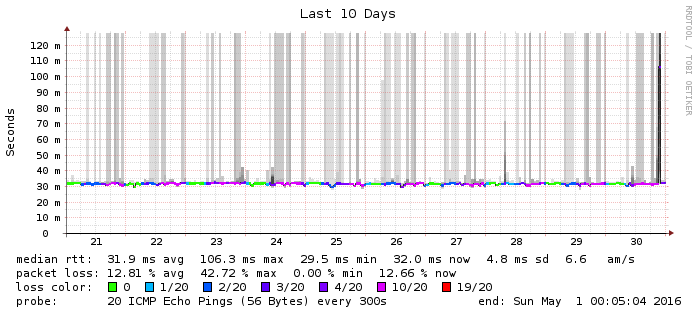 Last 10 Days
RRDTOOL / TOBI OETIKER
Seconds
120 m
110 m
100 m
90 m
80 m
70 m
60 m
50 m
40 m
30 m
20 m
10 m
0
21 22 23 24 25 26 27 28 29 30
median rtt: 31.9 ms avg 106.3 ms max 29.5 ms min 32.0 ms now 4.8 ms sd 6.6 am/s
packet loss: 12.81 % avg 42.72 % max 0.00 % min 12.66 % now
loss color: 0 1/20 2/20 3/20 4/20 10/20 19/20
probe: 20 ICMP Echo Pings (56 Bytes) every 300s end: Sun May 1 00:05:04 2016